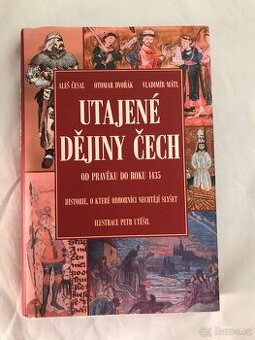 ALEŠ ČESAL OTOMAR DVOŘÁK VLADIMÍR MÁTL
UTAJENÉ
DĚJINY ČECH
OD PRAVĚKU DO ROKU 1435
HISTORIE, O KTERÉ ODBORNÍCI NECHTĚJÍ SLYŠET
ILUSTRACE PETR UTĚŠIL